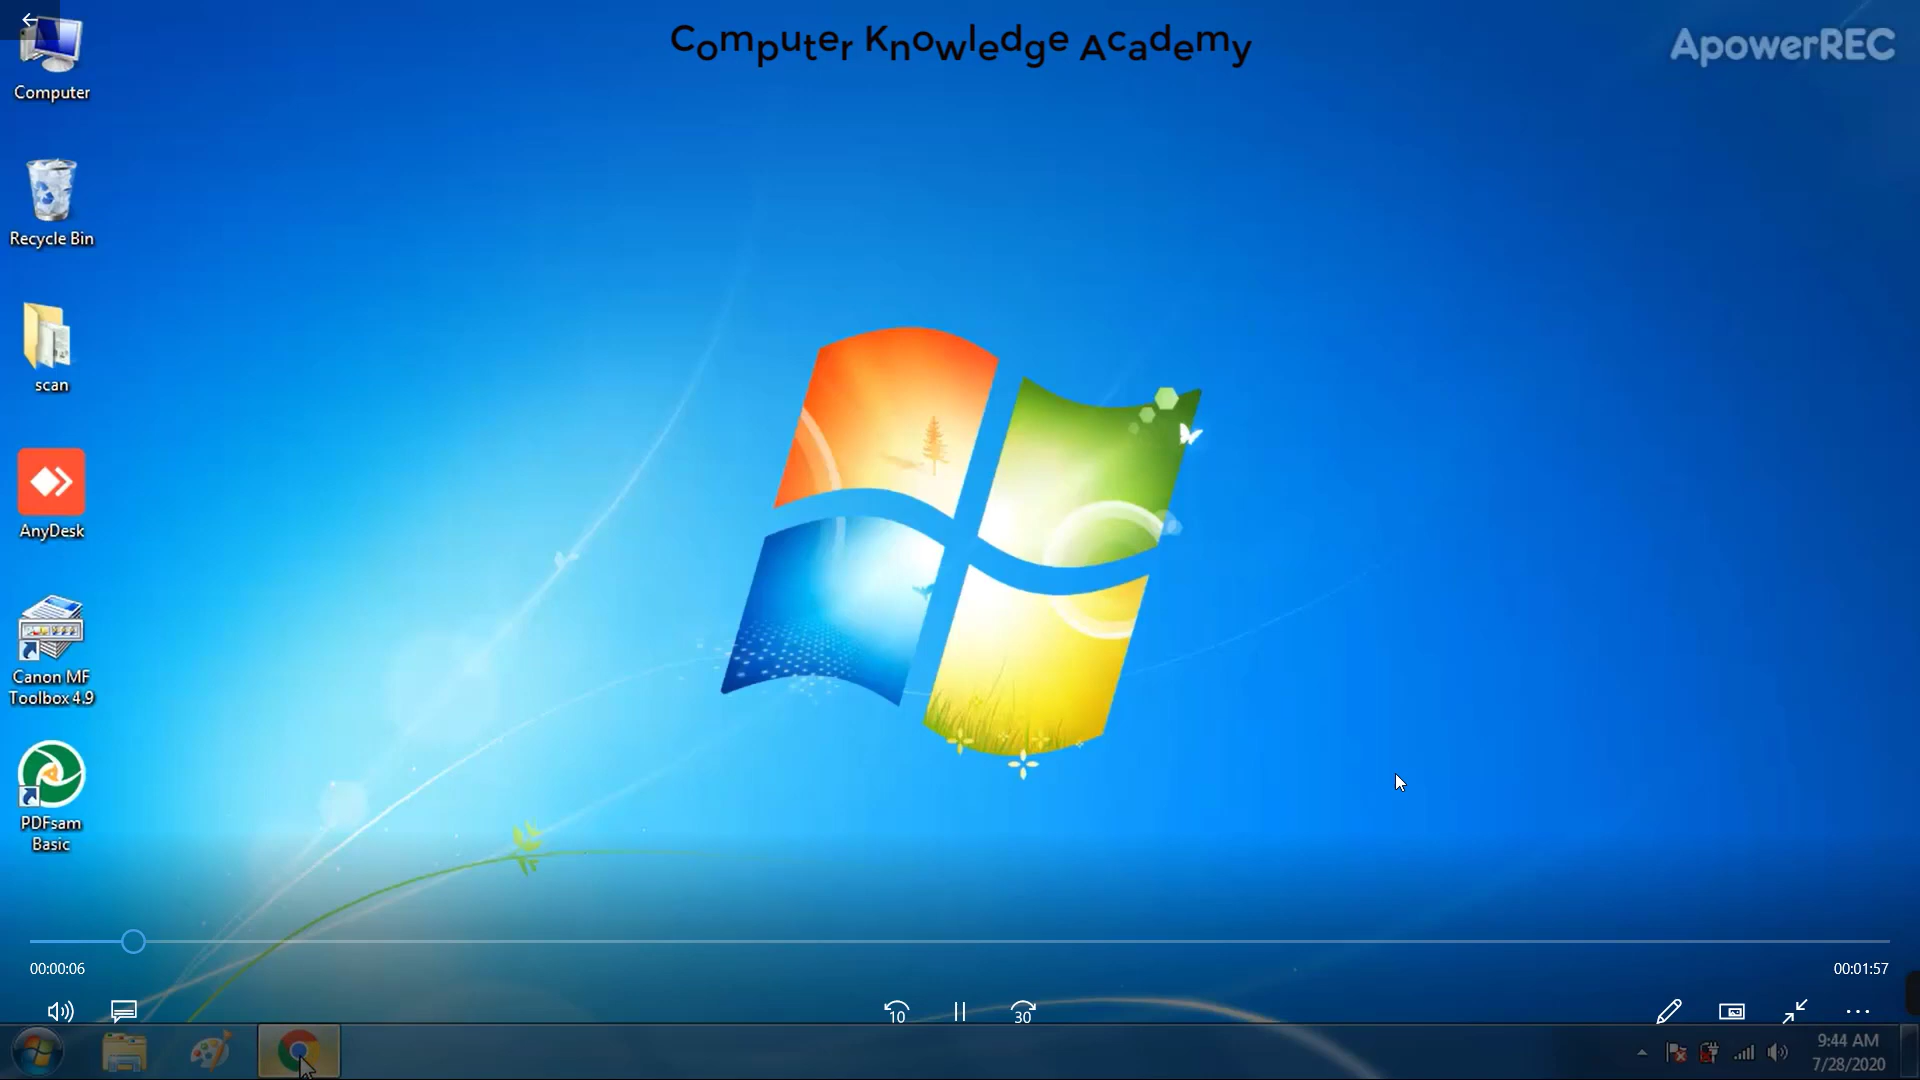 Computer Knowledge Academy
ApowerREC
Computer
Recycle Bin
scan
AnyDesk
Canon MF
Toolbox 4.9
PDFsam
Basic
00:00:06
00:01:57
10
30
9:44 AM
7/28/2020